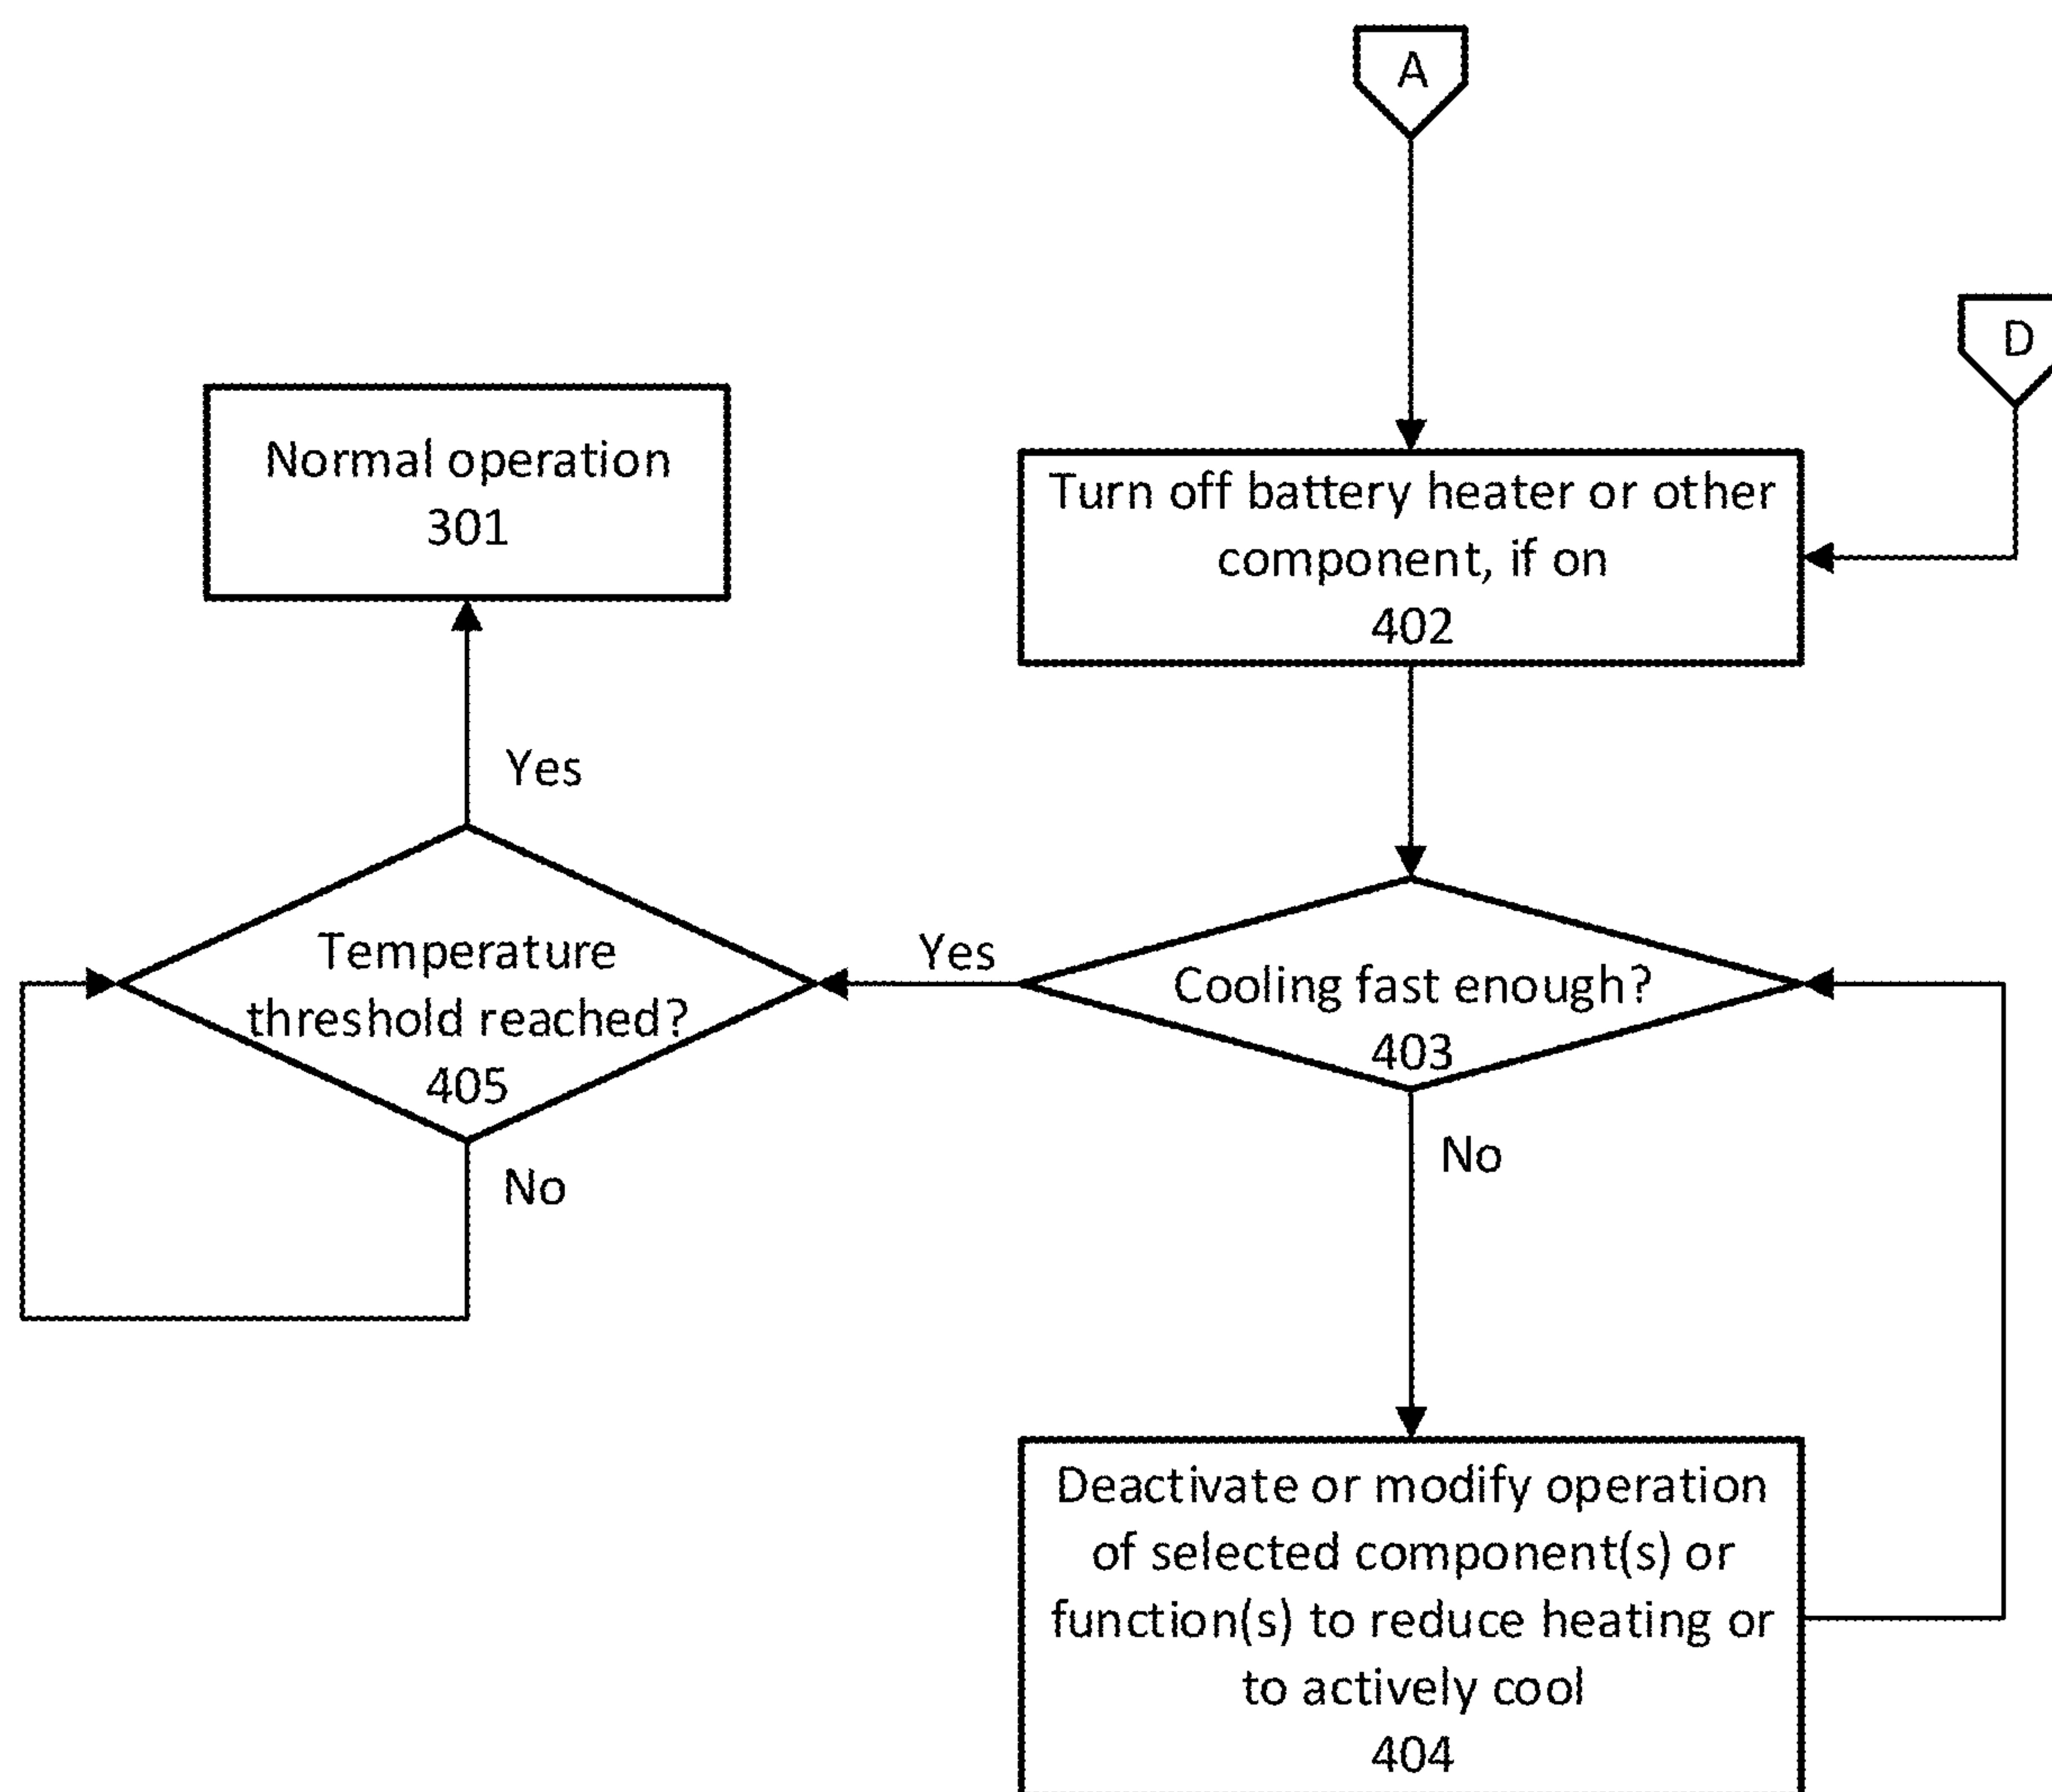 A
D
Normal operation
301
Turn off battery heater or other
component, if on
402
Yes
Temperature
threshold reached?
405
Yes
Cooling fast enough?
403
No
No
Deactivate or modify operation
of selected component(s) or
function(s) to reduce heating or
to actively cool
404